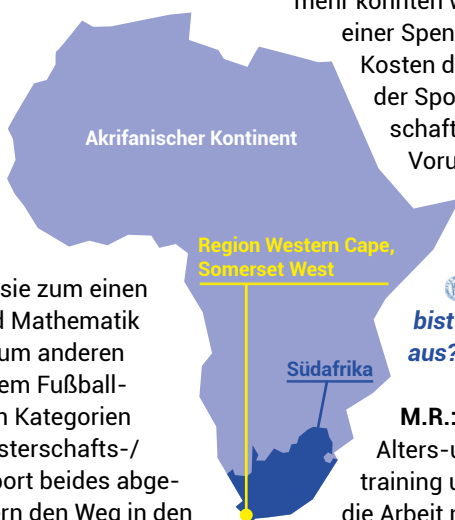 mehr konnten w
einer Spen
Kosten d
der Spo
schaft
Voru
Akrifanischer Kontinent
Region Western Cape,
Somerset West
Südafrika
sie zum einen
d Mathematik
um anderen
em Fußball-
n Kategorien
sterschafts-/
port beides abge-
ern den Weg in den
bist
aus?
M.R.:
Alters-u
training u
die Arbeit m